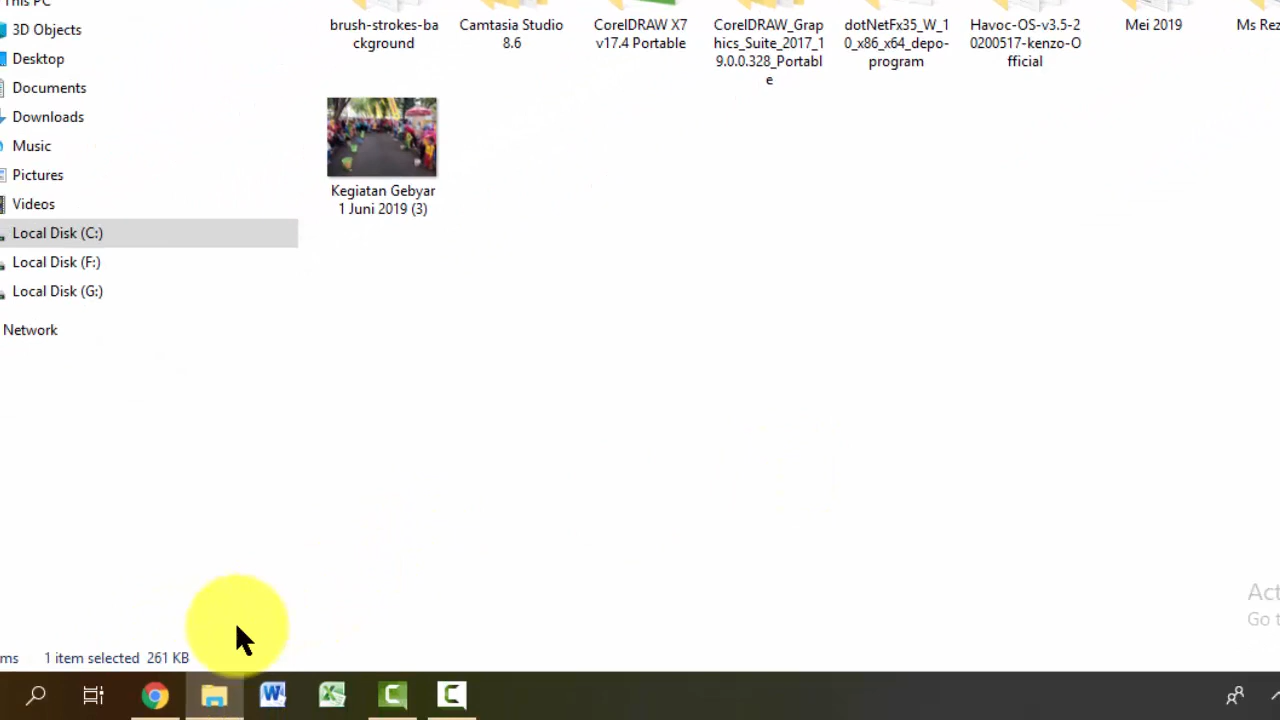 This PC
3D Objects
Desktop
Documents
Downloads
Music
Pictures
Videos
Local Disk (C:)
Local Disk (F:)
Local Disk (G:)
Network
brush-strokes-ba
ckground
Camtasia Studio
8.6
CorelDRAW X7
v17.4 Portable
CorelDRAW_Grap
hics_Suite_2017_1
9.0.0.328_Portabl
e
dotNetFx35_W_1
0_x86_x64_depo-
program
Havoc-OS-v3.5-2
0200517-kenzo-O
fficial
Mei 2019
Ms Rez
Kegiatan Gebyar
1 Juni 2019 (3)
Act
Go t
ms 1 item selected 261 KB